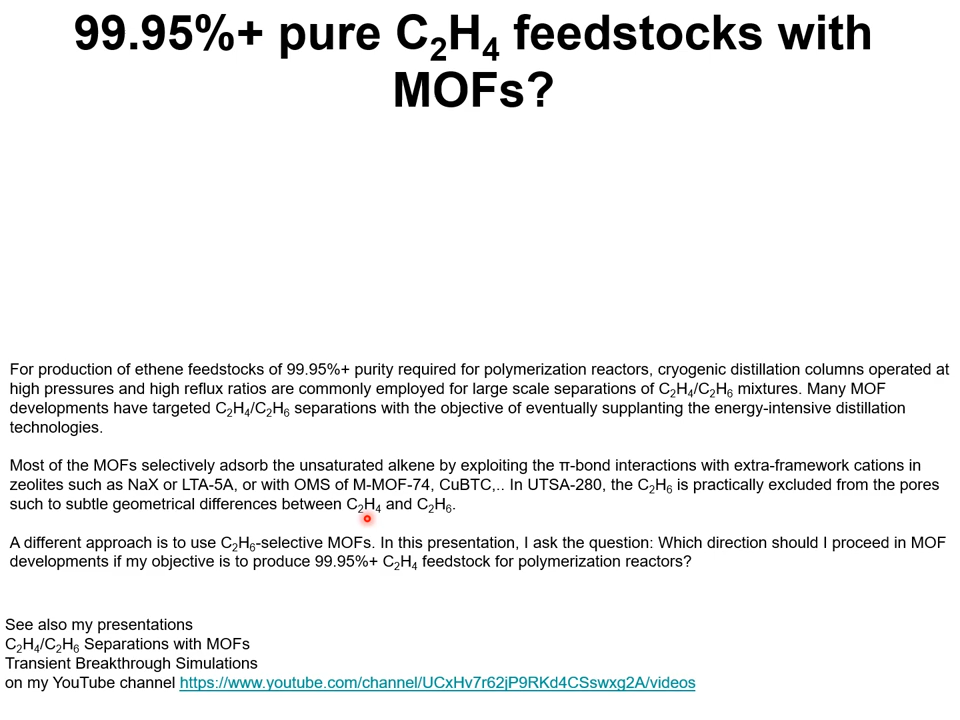 99.95%+ pure C₂H₄ feedstocks with
MOFs?
For production of ethene feedstocks of 99.95%+ purity required for polymerization reactors, cryogenic distillation columns operated at
high pressures and high reflux ratios are commonly employed for large scale separations of C₂H₄/C₂H₆ mixtures. Many MOF
developments have targeted C₂H₄/C₂H₆ separations with the objective of eventually supplanting the energy-intensive distillation
technologies.
Most of the MOFs selectively adsorb the unsaturated alkene by exploiting the π-bond interactions with extra-framework cations in
zeolites such as NaX or LTA-5A, or with OMS of M-MOF-74, CuBTC,.. In UTSA-280, the C₂H₆ is practically excluded from the pores
such to subtle geometrical differences between C₂H₄ and C₂H₆.
A different approach is to use C₂H₆-selective MOFs. In this presentation, I ask the question: Which direction should I proceed in MOF
developments if my objective is to produce 99.95%+ C₂H₄ feedstock for polymerization reactors?
See also my presentations
C₂H₄/C₂H₆ Separations with MOFs
Transient Breakthrough Simulations
on my YouTube channel https://www.youtube.com/channel/UCxHv7r62jP9RKd4CSswxg2A/videos